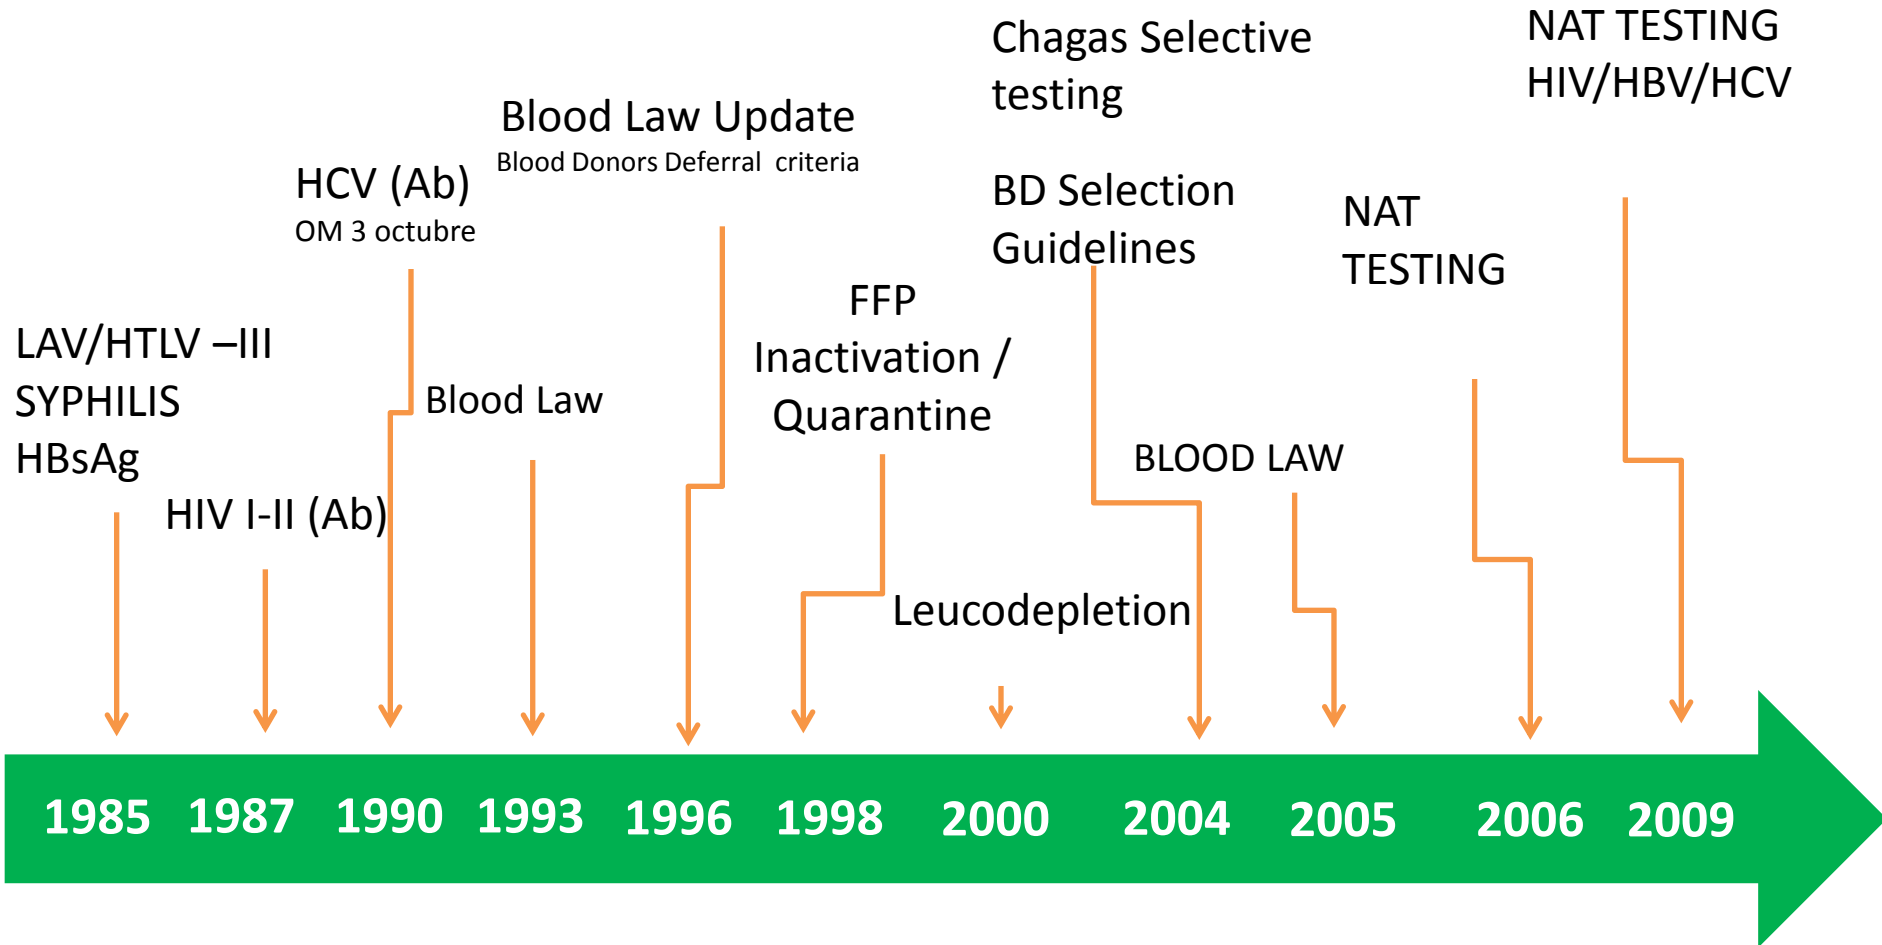 LAV/HTLV –III
SYPHILIS
HBsAg
HIV I-II (Ab)
HCV (Ab)
OM 3 octubre
Blood Law
Blood Law Update
Blood Donors Deferral criteria
FFP
Inactivation /
Quarantine
Leucodepletion
Chagas Selective
testing
BD Selection
Guidelines
BLOOD LAW
NAT
TESTING
NAT TESTING
HIV/HBV/HCV
1985 1987 1990 1993 1996 1998 2000 2004 2005 2006 2009